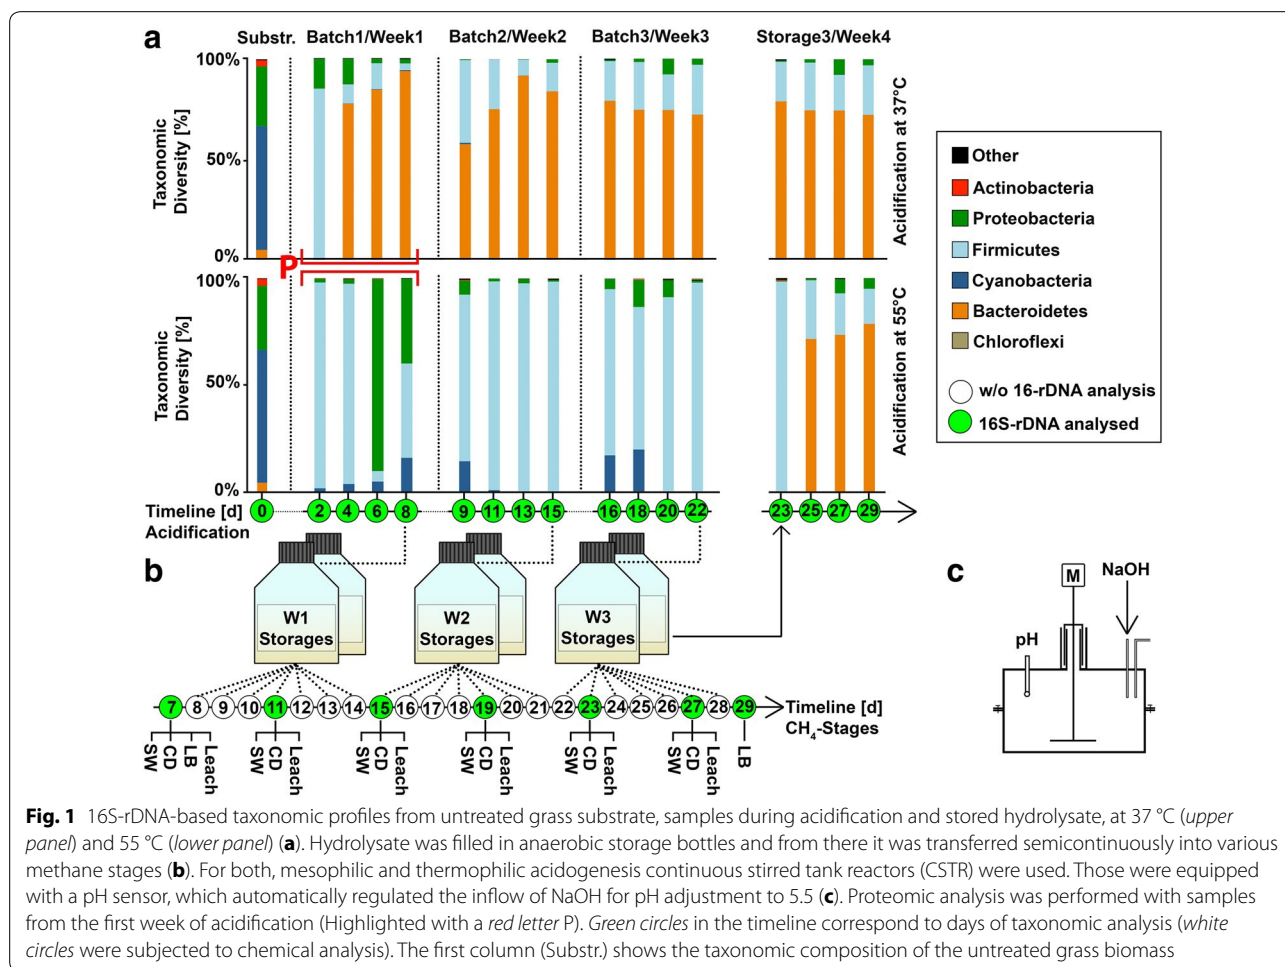 a
Substr.
Batch1/Week1
Batch2/Week2
Batch3/Week3
Storage3/Week4
100%
50%
0%
Taxonomic
Diversity [%]
Acidification at 37°C
P
100%
50%
0%
Taxonomic
Diversity [%]
Acidification at 55°C
Other
Actinobacteria
Proteobacteria
Firmicutes
Cyanobacteria
Bacteroidetes
Chloroflexi
w/o 16-rDNA analysis
16S-rDNA analysed
Timeline [d]
Acidification
0 2 4 6 8 9 11 13 15 16 18 20 22 23 25 27 29
b
W1
Storages
W2
Storages
W3
Storages
7 8 9 10 11 12 13 14 15 16 17 18 19 20 21 22 23 24 25 26 27 28 29
Timeline [d]
CH4-Stages
SW CD LB Leach
SW CD Leach
SW CD Leach
SW CD Leach
SW CD Leach
SW CD Leach
LB
c
M
NaOH
pH
Fig. 1 16S-rDNA-based taxonomic profiles from untreated grass substrate, samples during acidification and stored hydrolysate, at 37 °C (upper
panel) and 55 °C (lower panel) (a). Hydrolysate was filled in anaerobic storage bottles and from there it was transferred semicontinuously into various
methane stages (b). For both, mesophilic and thermophilic acidogenesis continuous stirred tank reactors (CSTR) were used. Those were equipped
with a pH sensor, which automatically regulated the inflow of NaOH for pH adjustment to 5.5 (c). Proteomic analysis was performed with samples
from the first week of acidification (Highlighted with a red letter P). Green circles in the timeline correspond to days of taxonomic analysis (white
circles were subjected to chemical analysis). The first column (Substr.) shows the taxonomic composition of the untreated grass biomass